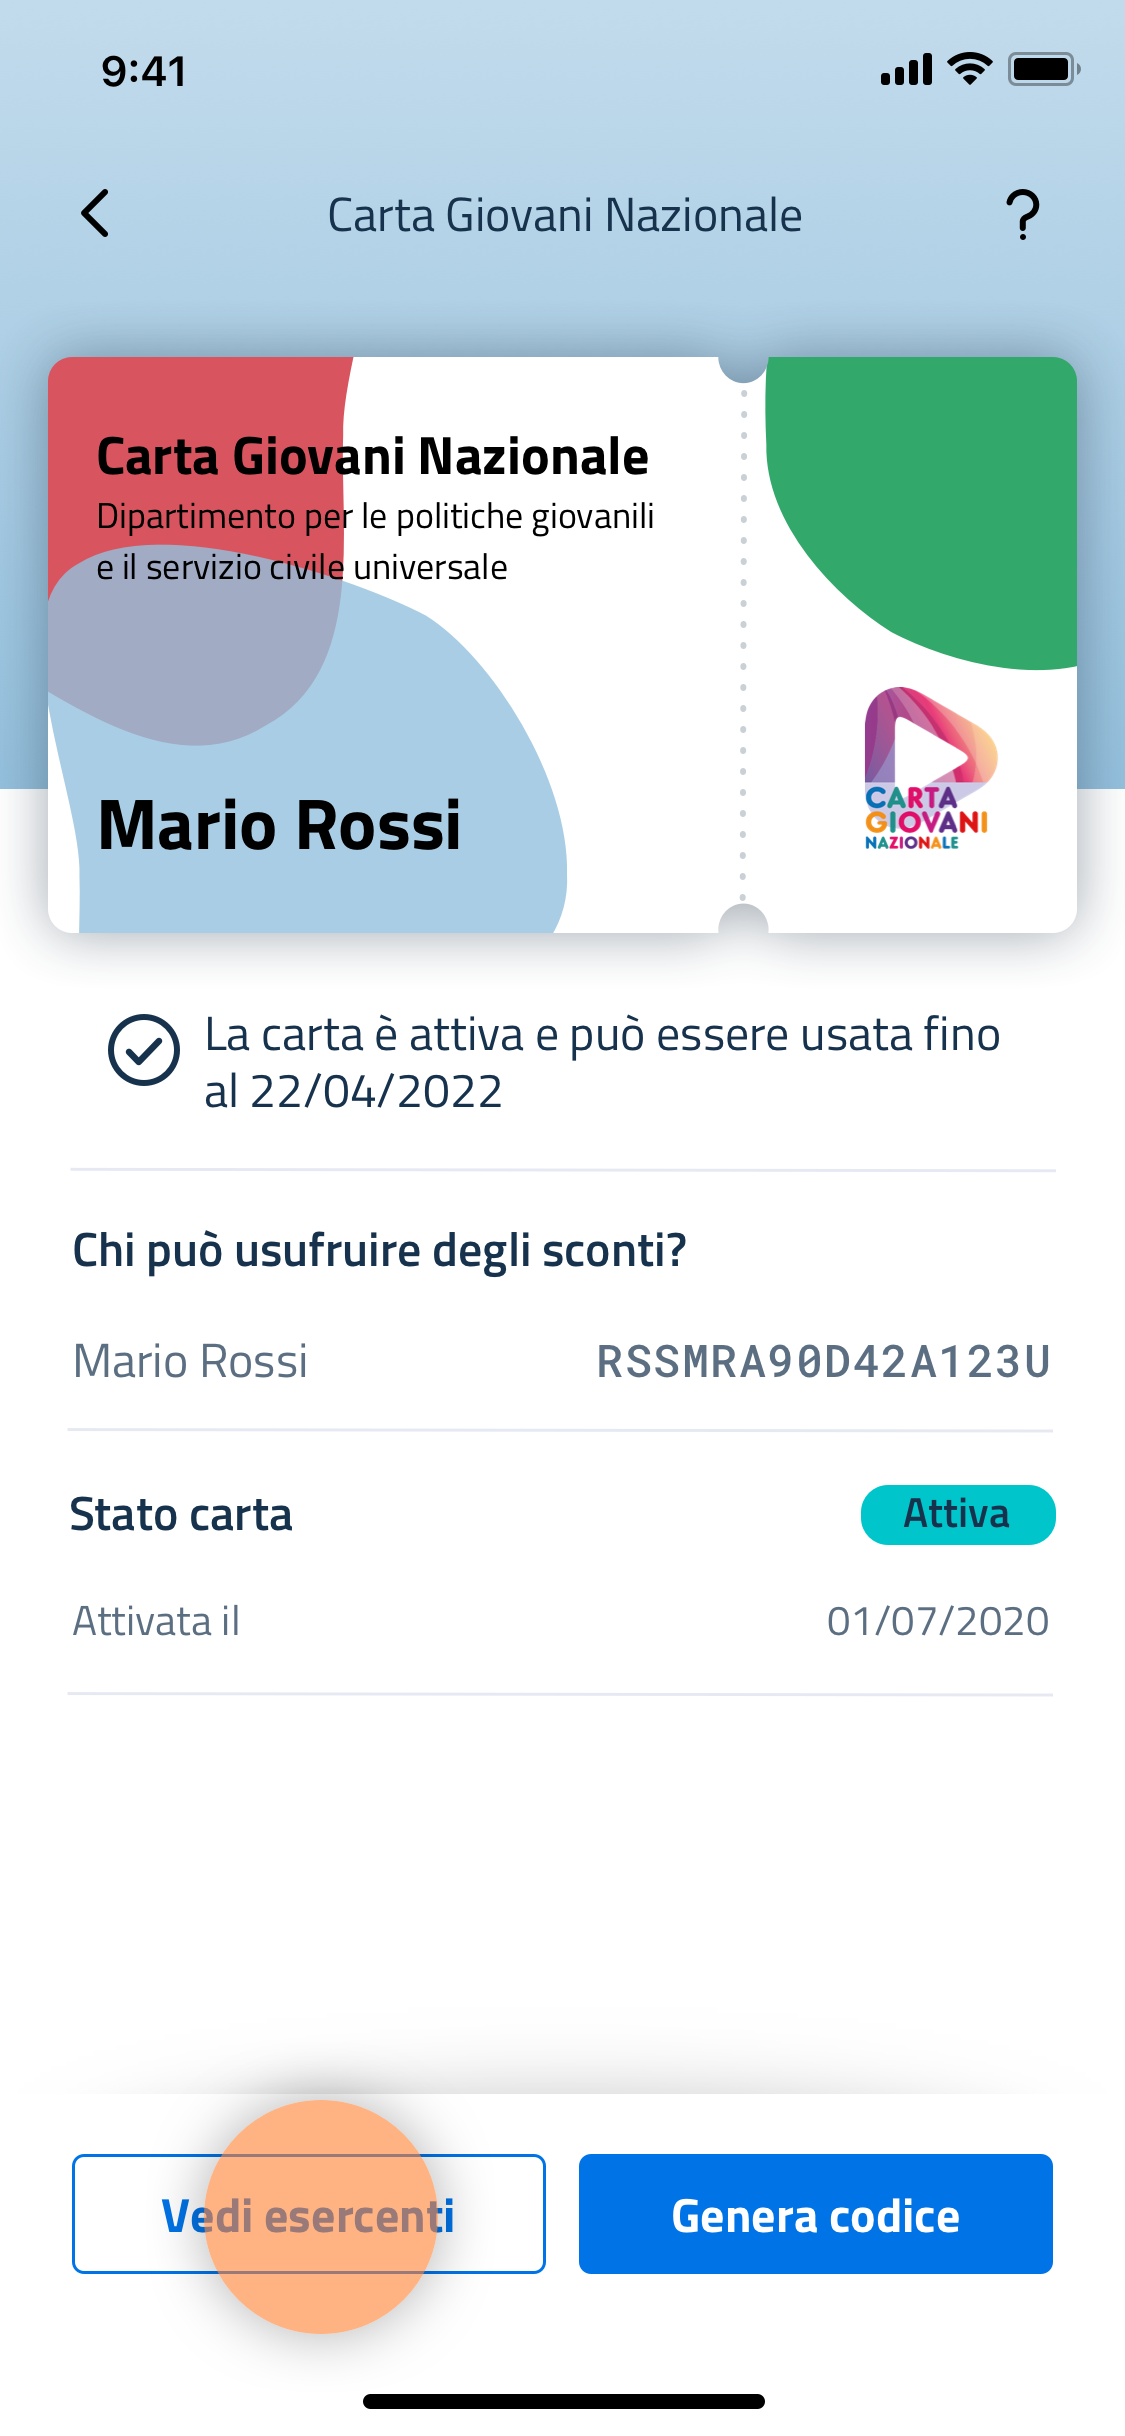 9:41
Carta Giovani Nazionale
Carta Giovani Nazionale
Dipartimento per le politiche giovanili
e il servizio civile universale
Mario Rossi
CARTA
GIOVANI
NAZIONALE
La carta è attiva e può essere usata fino
al 22/04/2022
Chi può usufruire degli sconti?
Mario Rossi RSSMRA90D42A123U
Stato carta Attiva
Attivata il 01/07/2020
Vedi esercenti Genera codice